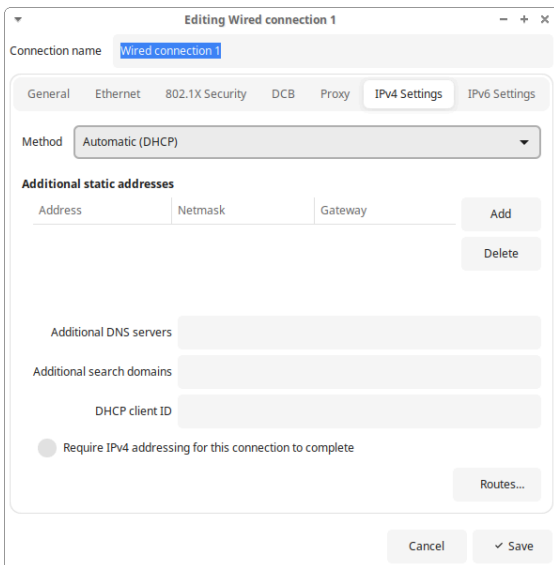 Editing Wired connection 1
Connection name Wired connection 1
General Ethernet 802.1X Security DCB Proxy IPv4 Settings IPv6 Settings
Method Automatic (DHCP)
Additional static addresses
Address Netmask Gateway Add
Delete
Additional DNS servers
Additional search domains
DHCP client ID
Require IPv4 addressing for this connection to complete
Routes...
Cancel Save